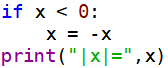 if x < 0:
    x = -x
print("|x|=",x)